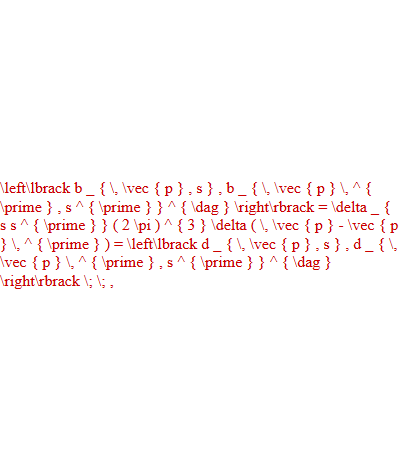 \left\lbrack b _ { \, \vec { p } , s } , b _ { \, \vec { p } \, ^ {
\prime } , s ^ { \prime } } ^ { \dag } \right\rbrack = \delta _ {
s s ^ { \prime } } ( 2 \pi ) ^ { 3 } \delta ( \, \vec { p } - \vec { p
} \, ^ { \prime } ) = \left\lbrack d _ { \, \vec { p } , s } , d _ { \,
\vec { p } \, ^ { \prime } , s ^ { \prime } } ^ { \dag }
\right\rbrack \; \; ,